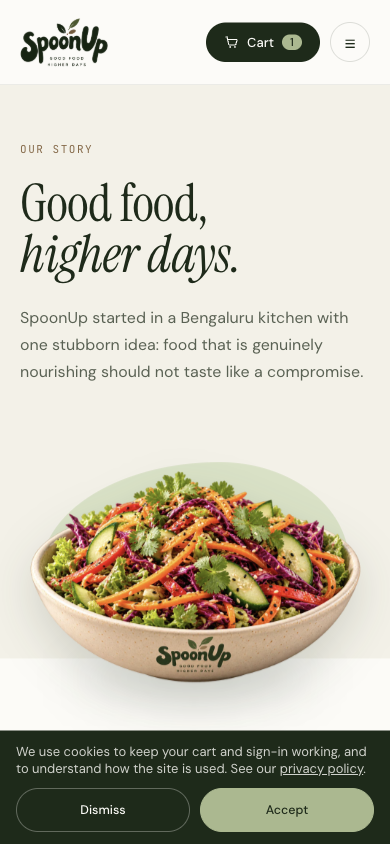 SpoonUp
GOOD FOOD
HIGHER DAYS
Cart 1
OUR STORY
Good food,
higher days.
SpoonUp started in a Bengaluru kitchen with
one stubborn idea: food that is genuinely
nourishing should not taste like a compromise.
SpoonUp
GOOD FOOD
HIGHER DAYS
We use cookies to keep your cart and sign-in working, and
to understand how the site is used. See our privacy policy.
Dismiss Accept